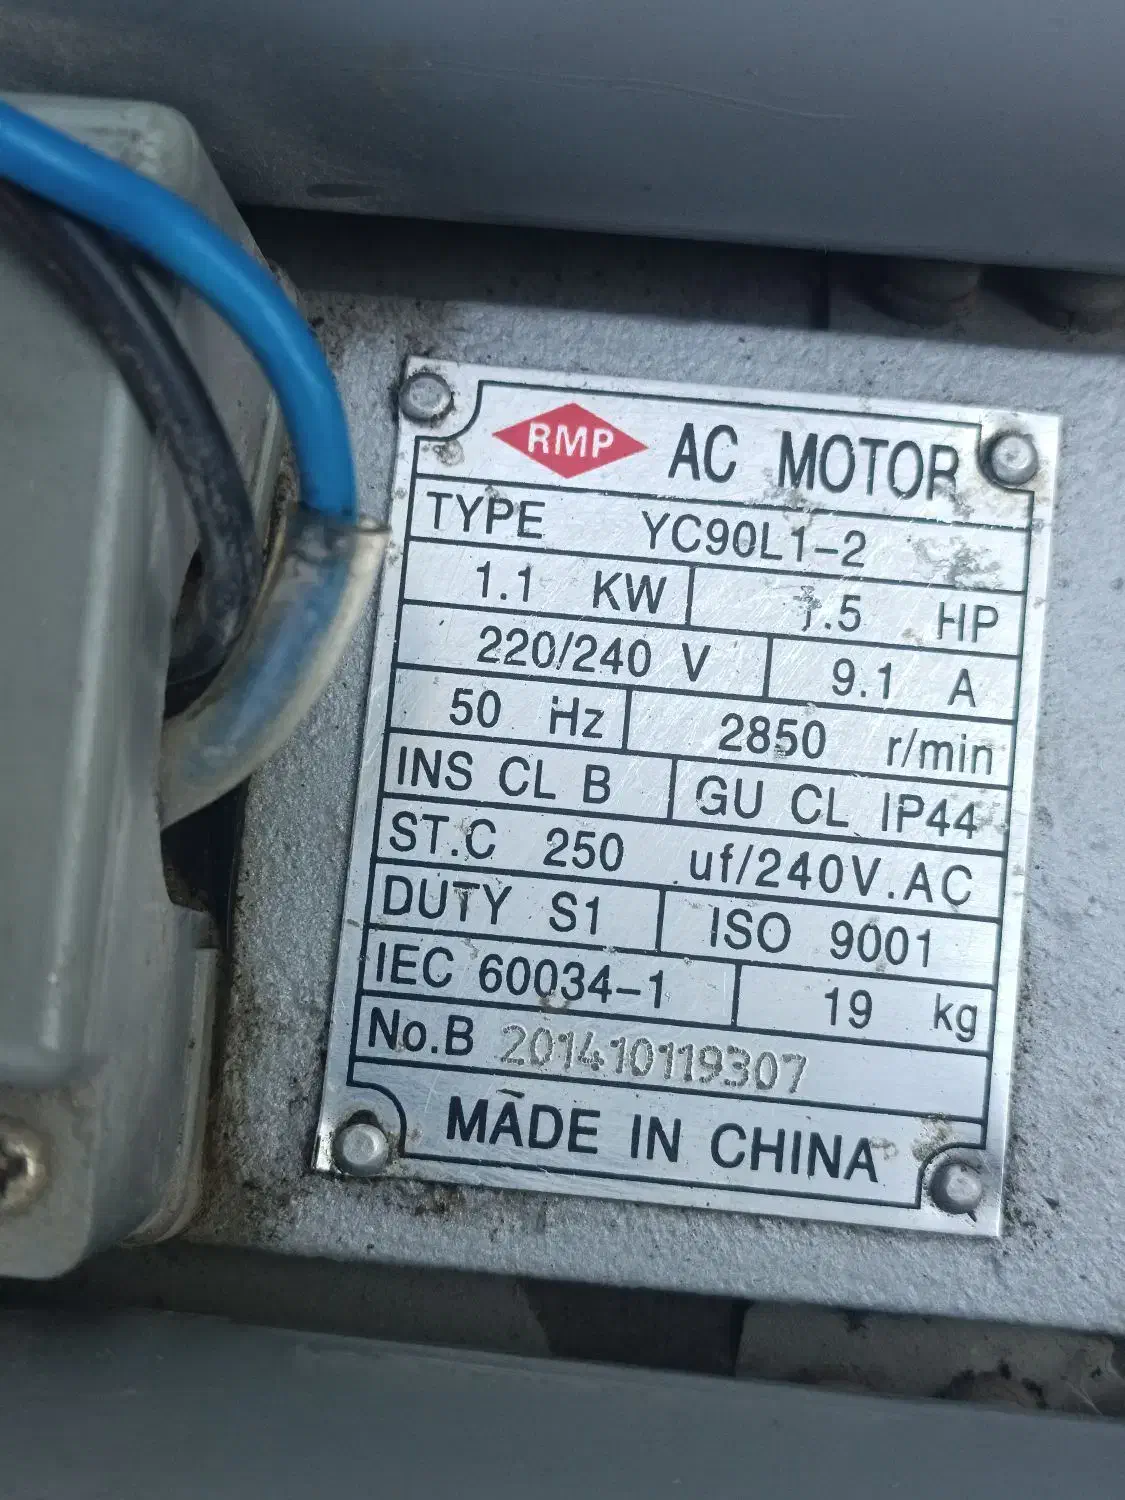 RMP AC MOTOR
TYPE YC90L1-2
1.1 KW 1.5 HP
220/240 V 9.1 A
50 Hz 2850 r/min
INS CL B GU CL IP44
ST.C 250 uf/240V.AC
DUTY S1 ISO 9001
IEC 60034-1 19 kg
No.B 201410119307
MADE IN CHINA